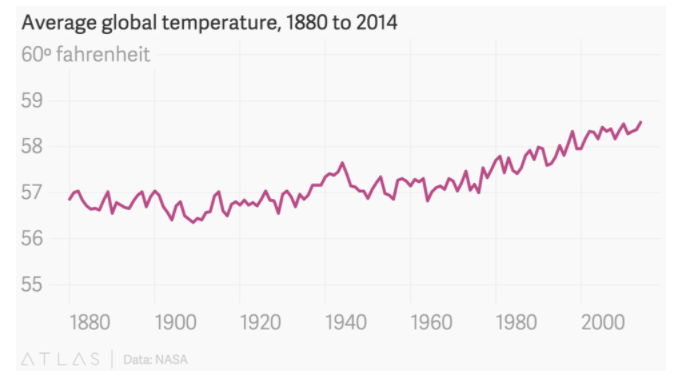 Average global temperature, 1880 to 2014
60º fahrenheit
59
58
57
56
55
1880 1900 1920 1940 1960 1980 2000
ATLAS | Data: NASA